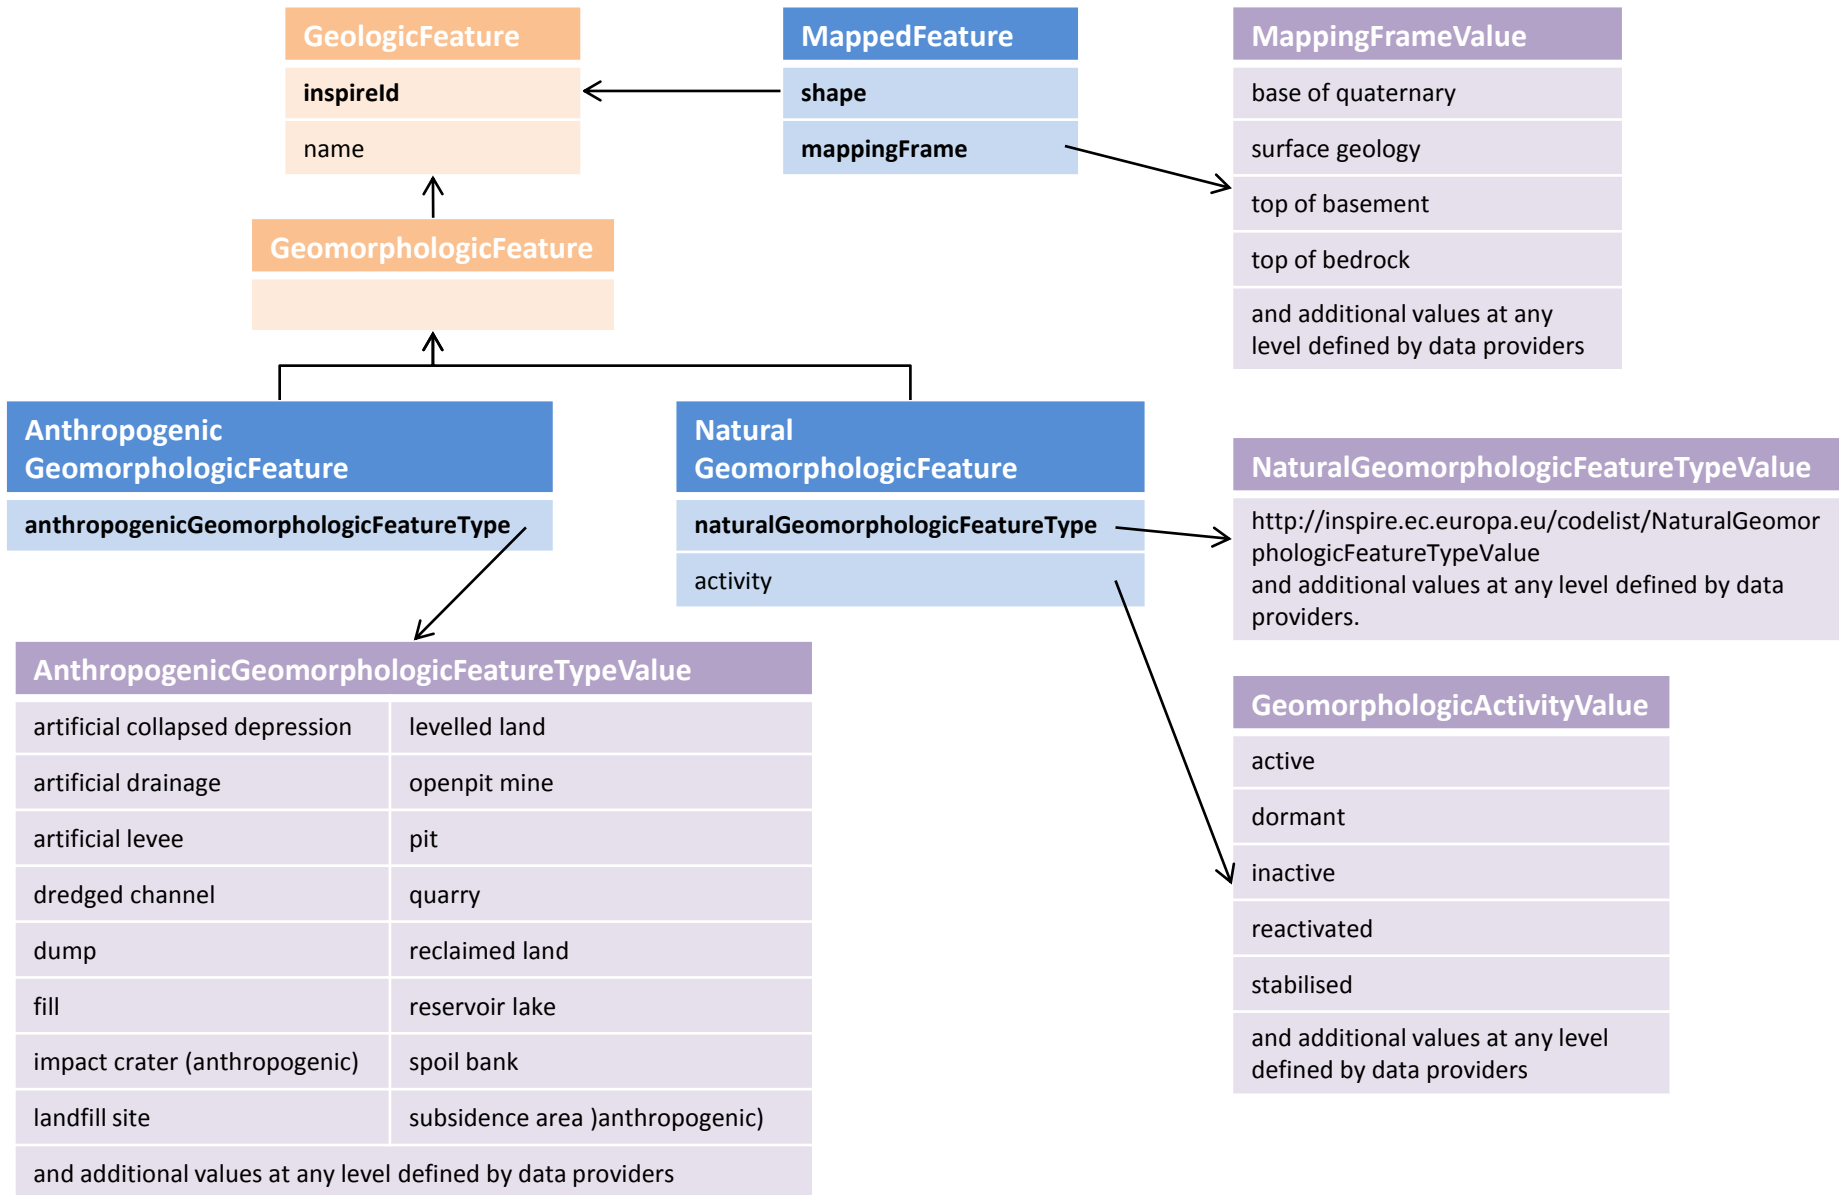 GeologicFeature
inspireId
name
MappedFeature
shape
mappingFrame
MappingFrameValue
base of quaternary
surface geology
top of basement
top of bedrock
and additional values at any
level defined by data providers
GeomorphologicFeature
Anthropogenic
GeomorphologicFeature
anthropogenicGeomorphologicFeatureType
Natural
GeomorphologicFeature
naturalGeomorphologicFeatureType
activity
NaturalGeomorphologicFeatureTypeValue
http://inspire.ec.europa.eu/codelist/NaturalGeomor
phologicFeatureTypeValue
and additional values at any level defined by data
providers.
AnthropogenicGeomorphologicFeatureTypeValue
artificial collapsed depression
levelled land
artificial drainage
openpit mine
artificial levee
pit
dredged channel
quarry
dump
reclaimed land
fill
reservoir lake
impact crater (anthropogenic)
spoil bank
landfill site
subsidence area )anthropogenic)
and additional values at any level defined by data providers
GeomorphologicActivityValue
active
dormant
inactive
reactivated
stabilised
and additional values at any level
defined by data providers